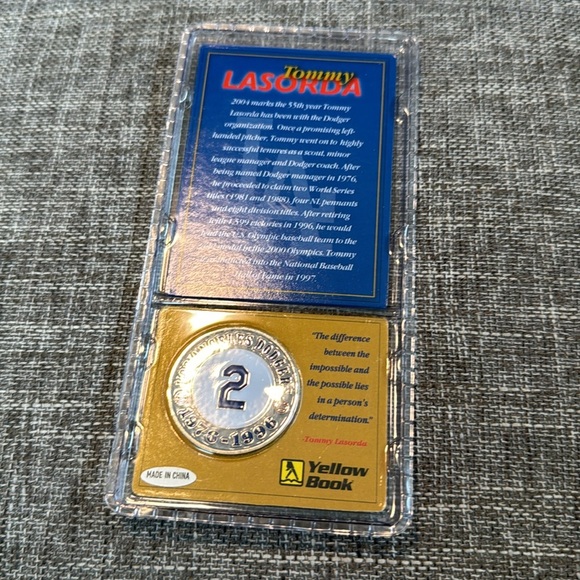 Tommy
LASORDA
2004 marks the 55th year Tommy
Lasorda has been with the Dodger
organization. Once a promising left-
handed pitcher, Tommy went on to highly
successful tenures as a scout, minor
league manager and Dodger coach. After
being named Dodger manager in 1976,
he proceeded to claim two World Series
titles (1981 and 1988), four NL pennants
and eight division titles. After retiring
with 1,599 victories in 1996, he would
the U.S. Olympic baseball team to the
medal in the 2000 Olympics. Tommy
into the National Baseball
Hall of Fame in 1997.
"The difference
between the
impossible and
the possible lies
in a person's
determination."
-Tommy Lasorda
2
1996
MADE IN CHINA
Yellow
Book